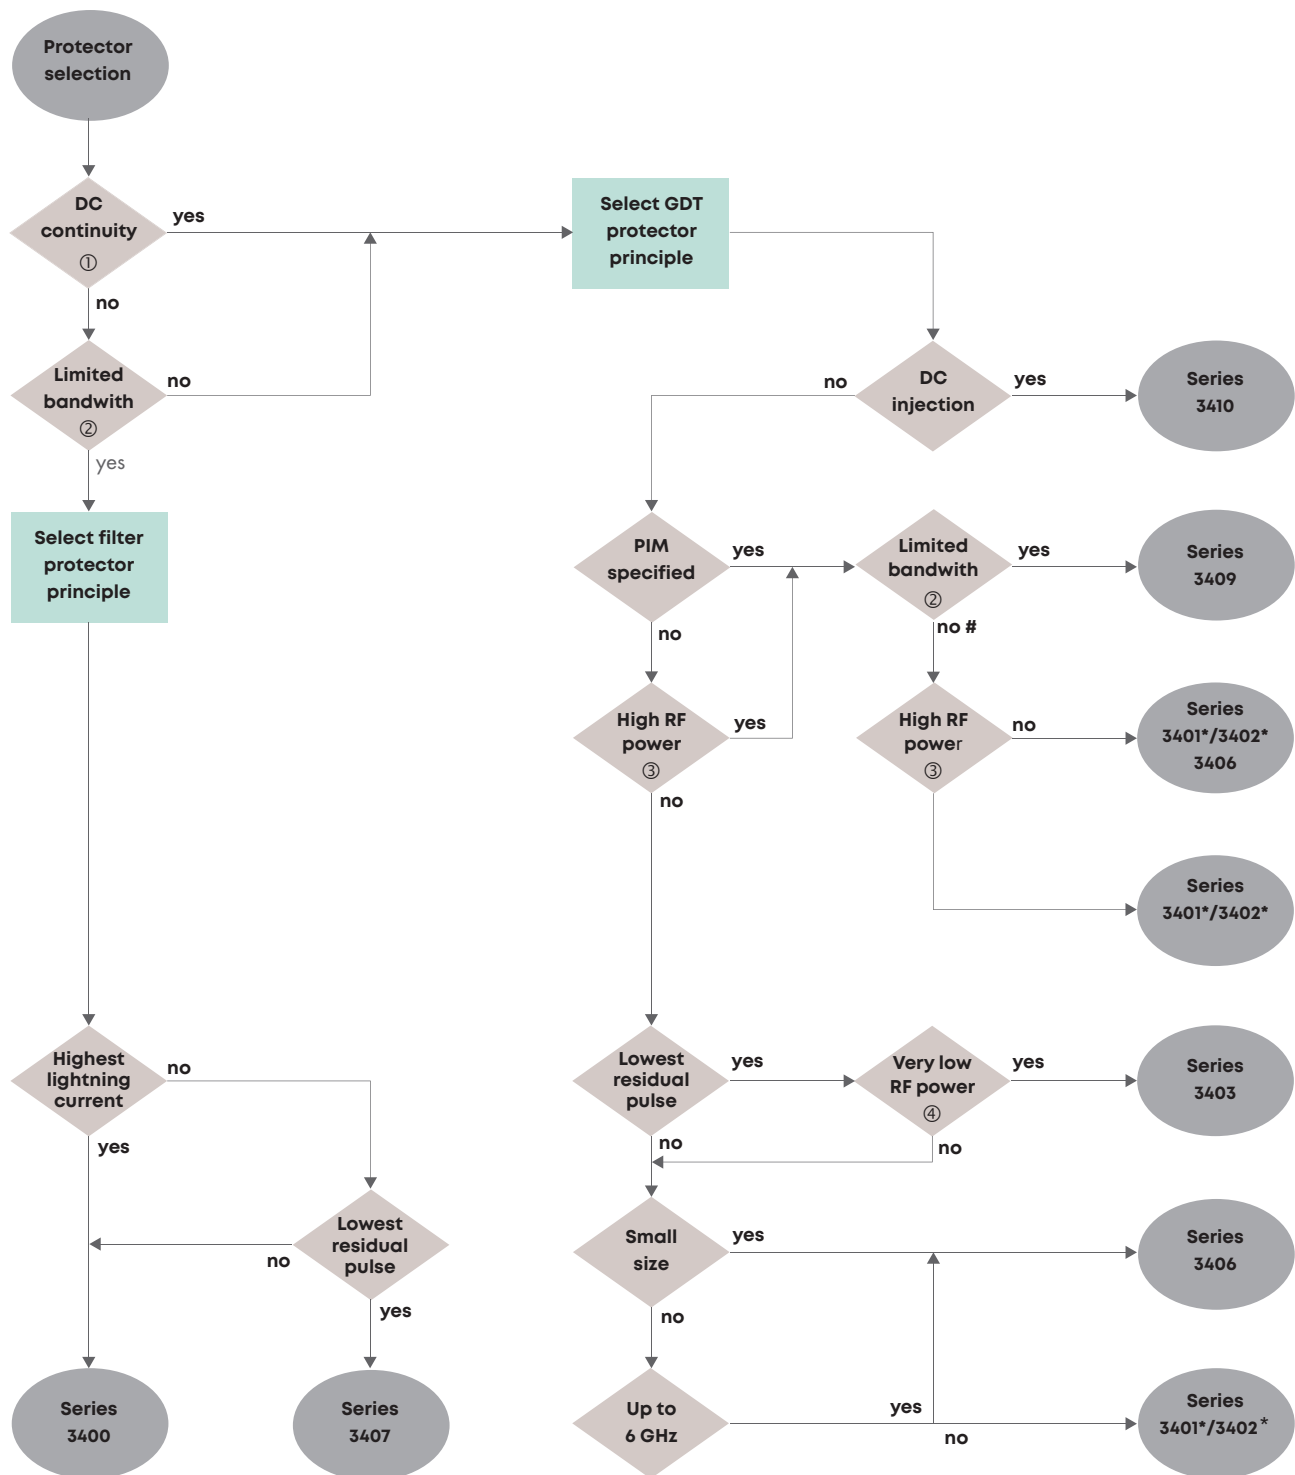 Protector
selection
DC
continuity
①
yes
no
Limited
bandwith
②
no
yes
Select GDT
protector
principle
DC
injection
no
yes
Series
3410
Select filter
protector
principle
PIM
specified
yes
no
Limited
bandwith
②
yes
no #
Series
3409
High RF
power
③
yes
no
High RF
power
③
no
Series
3401*/3402*
3406
Series
3401*/3402*
Highest
lightning
current
no
yes
Lowest
residual
pulse
no
yes
Series
3400
Series
3407
Lowest
residual
pulse
yes
no
Very low
RF power
④
yes
no
Series
3403
Small
size
yes
no
Series
3406
Up to
6 GHz
yes
no
Series
3401*/3402*